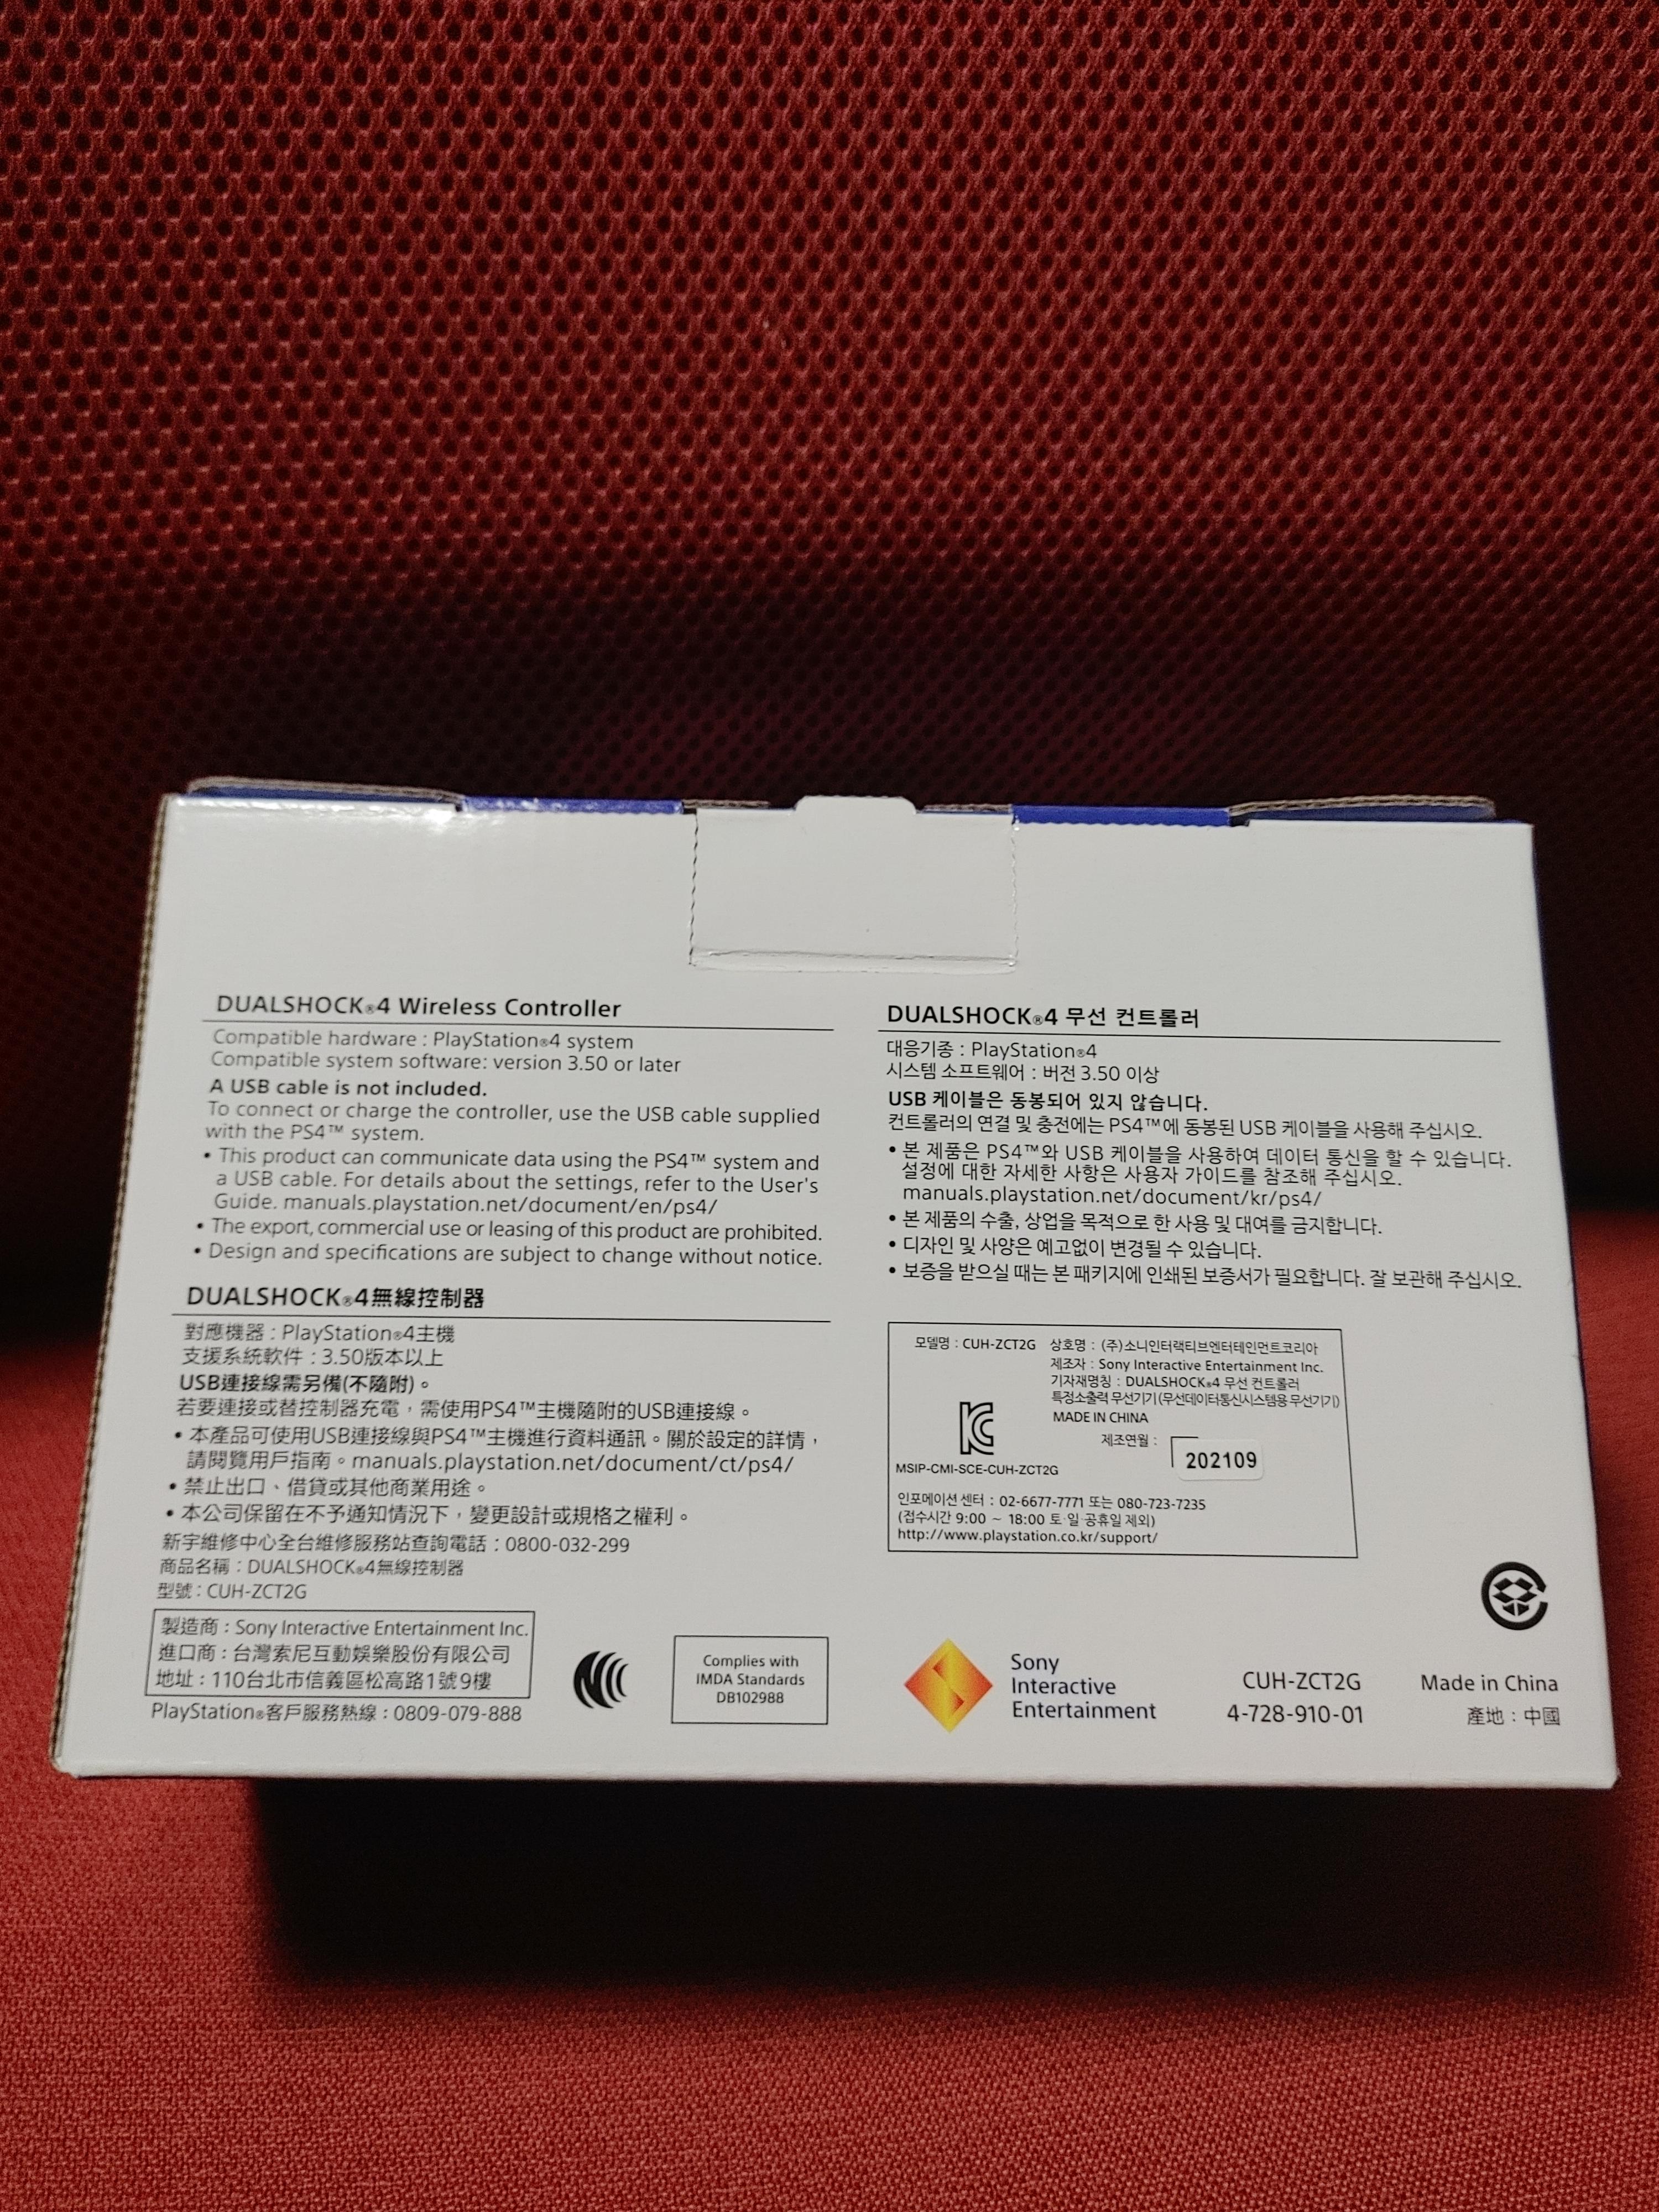 DUALSHOCK®4 Wireless Controller
Compatible hardware : PlayStation®4 system
Compatible system software: version 3.50 or later
A USB cable is not included.
To connect or charge the controller, use the USB cable supplied
with the PS4™ system.
• This product can communicate data using the PS4™ system and
a USB cable. For details about the settings, refer to the User's
Guide. manuals.playstation.net/document/en/ps4/
• The export, commercial use or leasing of this product are prohibited.
• Design and specifications are subject to change without notice.
DUALSHOCK®4無線控制器
對應機器 : PlayStation®4主機
支援系統軟件 : 3.50版本以上
USB連接線需另備(不隨附)。
若要連接或替控制器充電，需使用PS4™主機隨附的USB連接線。
• 本產品可使用USB連接線與PS4™主機進行資料通訊。關於設定的詳情，
請閱覽用戶指南。manuals.playstation.net/document/ct/ps4/
• 禁止出口、借貸或其他商業用途。
• 本公司保留在不予通知情況下，變更設計或規格之權利。
新宇維修中心全台維修服務站查詢電話 : 0800-032-299
商品名稱 : DUALSHOCK®4無線控制器
型號 : CUH-ZCT2G
製造商 : Sony Interactive Entertainment Inc.
進口商 : 台灣索尼互動娛樂股份有限公司
地址 : 110台北市信義區松高路1號9樓
PlayStation®客戶服務熱線 : 0809-079-888
Complies with
IMDA Standards
DB102988
DUALSHOCK®4 무선 컨트롤러
대응기종 : PlayStation®4
시스템 소프트웨어 : 버전 3.50 이상
USB 케이블은 동봉되어 있지 않습니다.
컨트롤러의 연결 및 충전에는 PS4™에 동봉된 USB 케이블을 사용해 주십시오.
• 본 제품은 PS4™와 USB 케이블을 사용하여 데이터 통신을 할 수 있습니다.
설정에 대한 자세한 사항은 사용자 가이드를 참조해 주십시오.
manuals.playstation.net/document/kr/ps4/
• 본 제품의 수출, 상업을 목적으로 한 사용 및 대여를 금지합니다.
• 디자인 및 사양은 예고없이 변경될 수 있습니다.
• 보증을 받으실 때는 본 패키지에 인쇄된 보증서가 필요합니다. 잘 보관해 주십시오.
모델명 : CUH-ZCT2G 상호명 : (주)소니인터랙티브엔터테인먼트코리아
제조자 : Sony Interactive Entertainment Inc.
기자재명칭 : DUALSHOCK®4 무선 컨트롤러
특정소출력 무선기기(무선데이터통신시스템용 무선기기)
MADE IN CHINA
제조연월 : 202109
MSIP-CMI-SCE-CUH-ZCT2G
인포메이션 센터 : 02-6677-7771 또는 080-723-7235
(접수시간 9:00 ~ 18:00 토·일·공휴일 제외)
http://www.playstation.co.kr/support/
Sony
Interactive
Entertainment
CUH-ZCT2G
4-728-910-01
Made in China
產地 : 中國